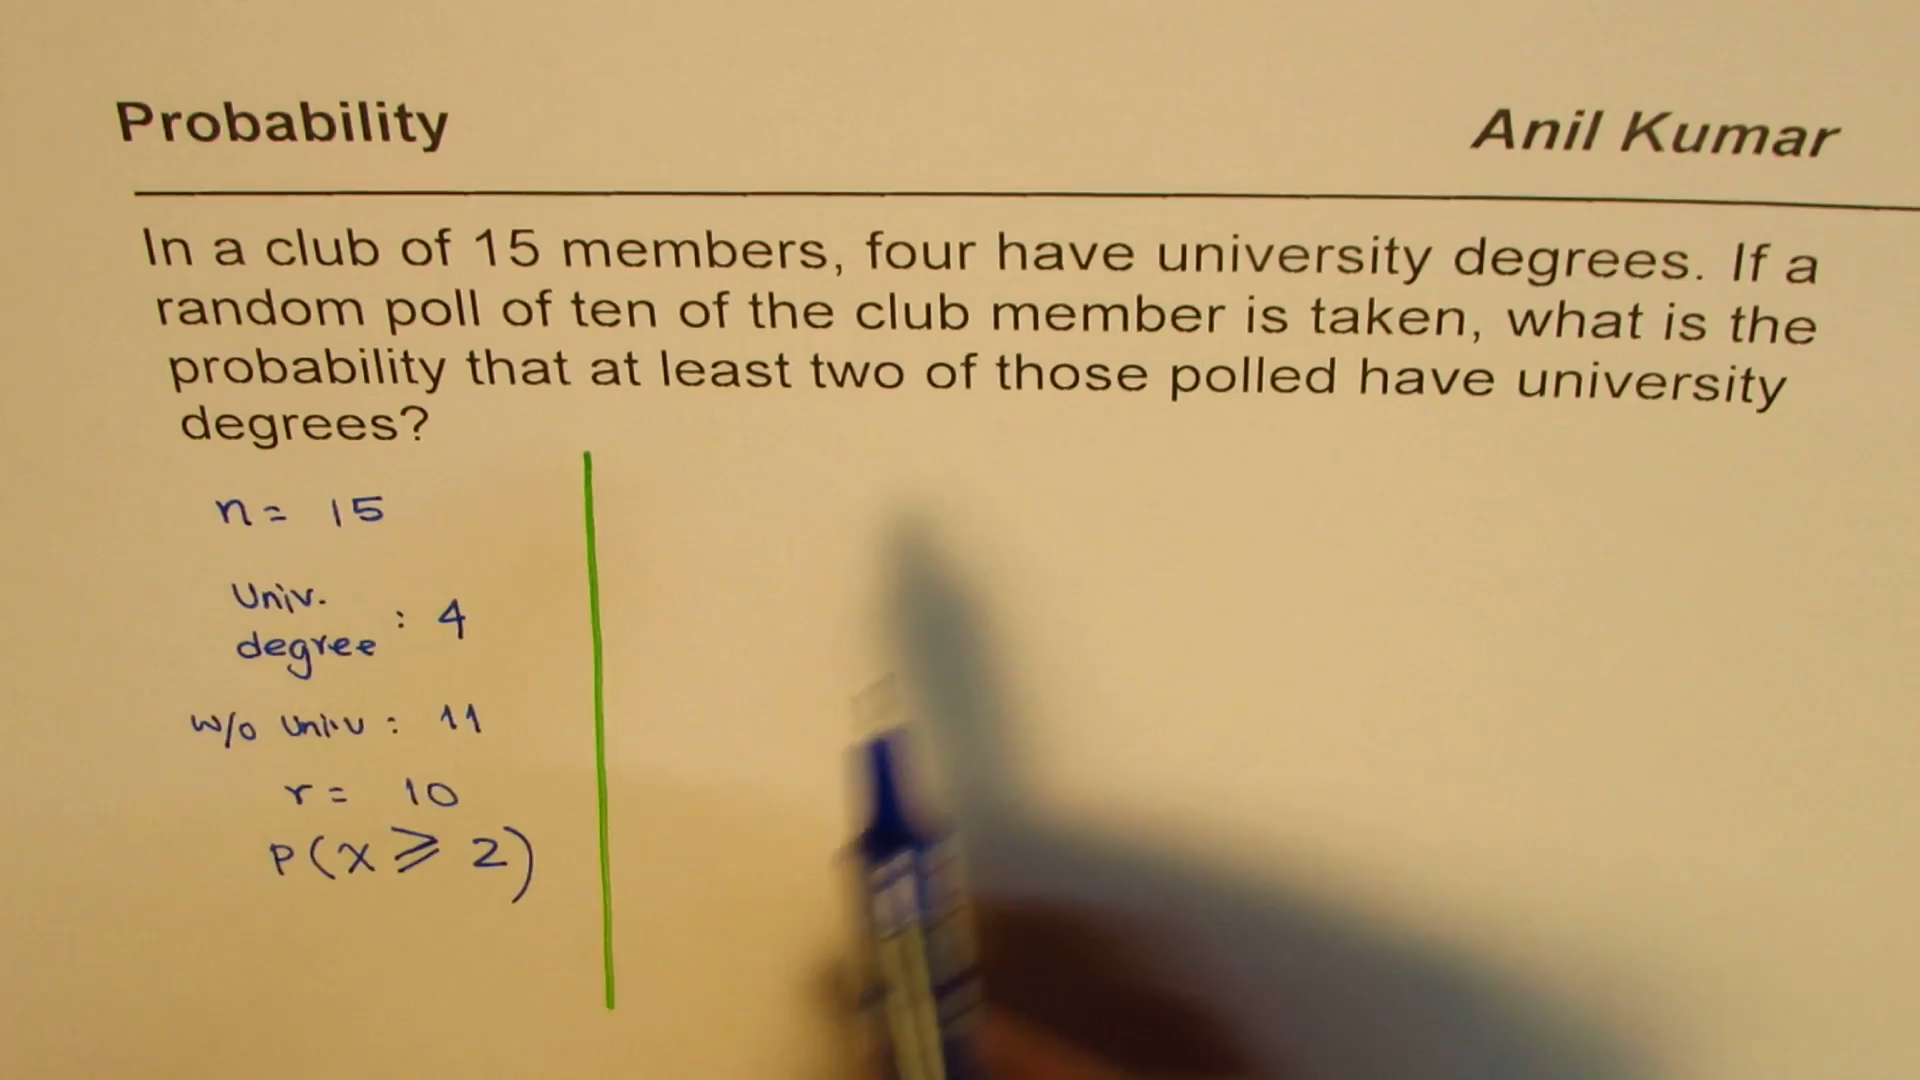 Probability
Anil Kumar
In a club of 15 members, four have university degrees. If a
random poll of ten of the club member is taken, what is the
probability that at least two of those polled have university
degrees?
n = 15
Univ.
degree : 4
w/o Univ : 11
r = 10
P(x ⩾ 2)